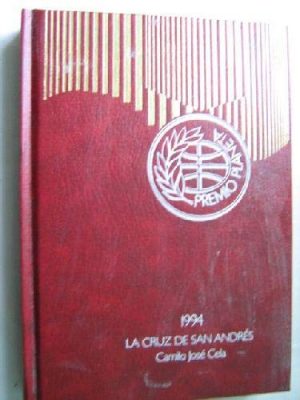 PREMIO PLANETA
1994
LA CRUZ DE SAN ANDRÉS
Camilo José Cela